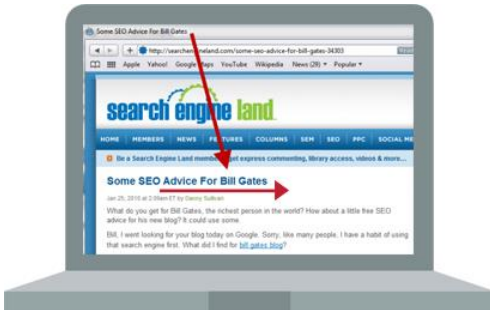 Some SEO Advice For Bill Gates
http://searchengineland.com/some-seo-advice-for-bill-gates-34303
Apple Yahoo! Google Maps YouTube Wikipedia News (29) Popular
search engine land
HOME MEMBERS NEWS FEATURES COLUMNS SEM SEO PPC SOCIAL ME
Be a Search Engine Land member, get express commenting, library access, videos & more...
Some SEO Advice For Bill Gates
Jan 25, 2010 at ET by Danny Sullivan
What do you get for Bill Gates, the richest person in the world? How about a little free SEO
advice for his new blog? It could use some.
Bill, I went looking for your blog today on Google. Sorry, like many people, I have a habit of using
that search engine first. What did I find for bill gates blog?